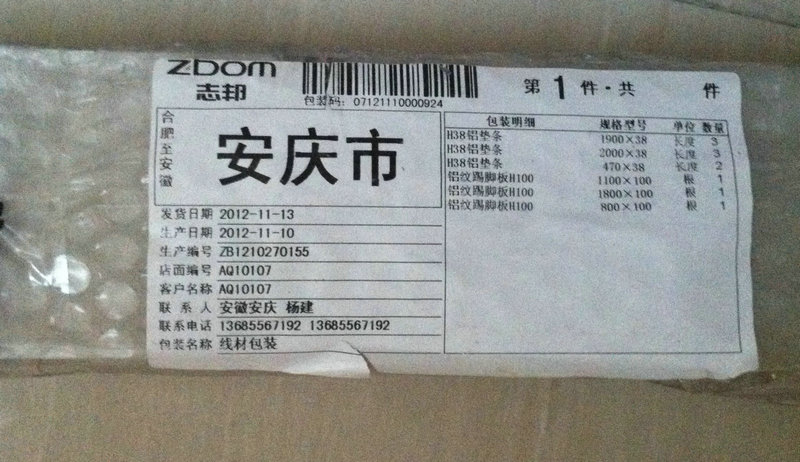 ZBOM
志邦
包装码：07121110000924
第 1 件·共 件
合肥至安徽
安庆市
发货日期 2012-11-13
生产日期 2012-11-10
生产编号 ZB1210270155
店面编号 AQ10107
客户名称 AQ10107
联系人 安徽安庆 杨建
联系电话 13685567192 13685567192
包装名称 线材包装
包装明细 规格型号 单位 数量
H38铝垫条 1900×38 长度 3
H38铝垫条 2000×38 长度 3
H38铝垫条 470×38 长度 2
铝纹踢脚板H100 1100×100 根 1
铝纹踢脚板H100 1800×100 根 1
铝纹踢脚板H100 800×100 根 1